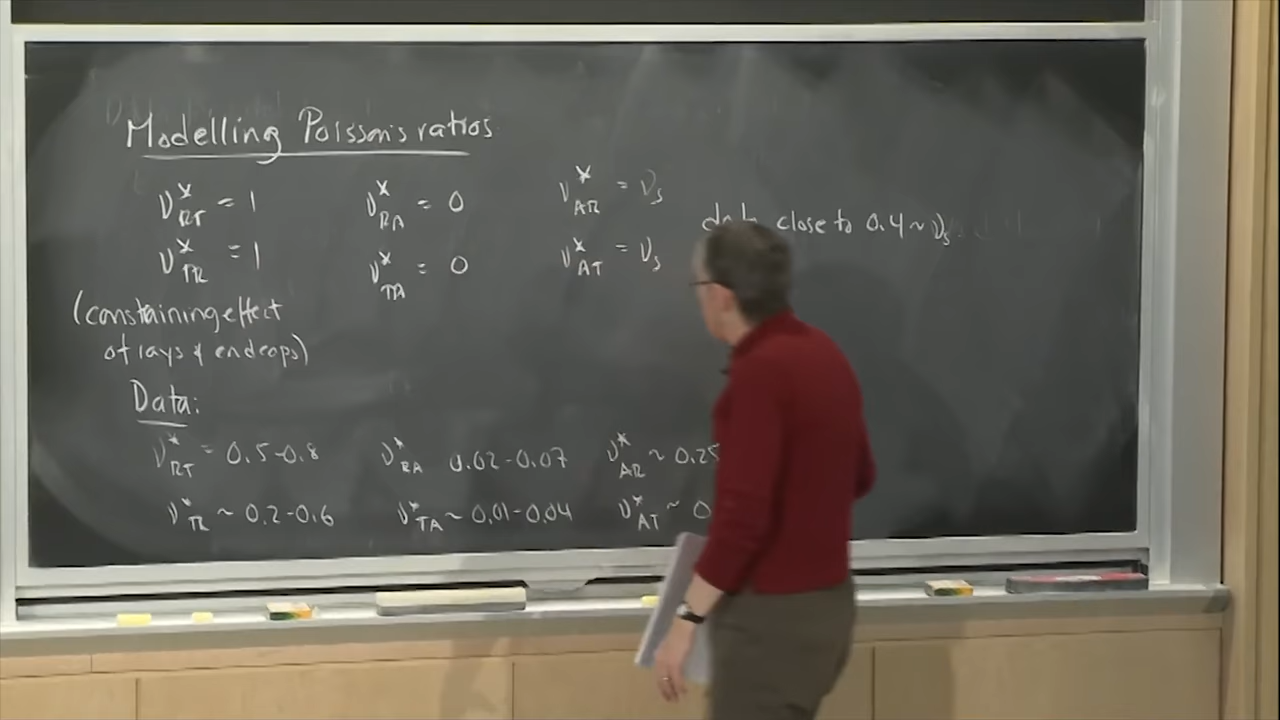 Modelling Poisson's ratios
ν*RT = 1 ν*RA = 0 ν*AR = νs
ν*TR = 1 ν*TA = 0 ν*AT = νs
close to 0.4 ~ νs
(constaining effect
of rays & endcaps)
Data:
ν*RT = 0.5-0.8 ν*RA 0.02-0.07 ν*AR ~ 0.25
ν*TR ~ 0.2-0.6 ν*TA ~ 0.01-0.04 ν*AT ~ 0